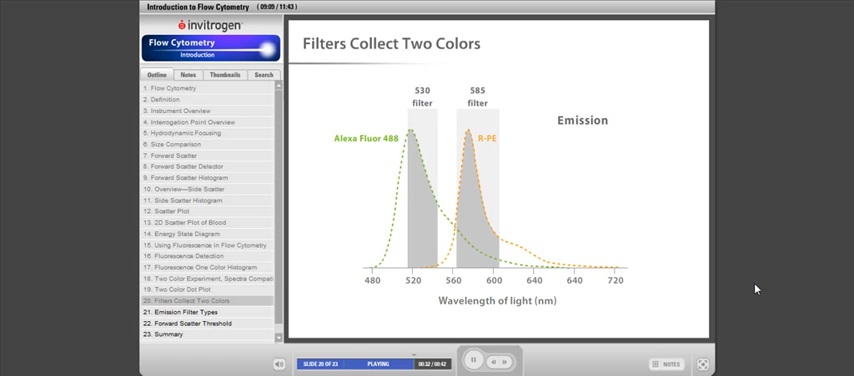 Introduction to Flow Cytometry (09:09 / 11:43)
invitrogen
Flow Cytometry
Introduction
Outline Notes Thumbnails Search
1. Flow Cytometry
2. Definition
3. Instrument Overview
4. Interrogation Point Overview
5. Hydrodynamic Focusing
6. Size Comparison
7. Forward Scatter
8. Forward Scatter Detector
9. Forward Scatter Histogram
10. Overview—Side Scatter
11. Side Scatter Histogram
12. Scatter Plot
13. 2D Scatter Plot of Blood
14. Energy State Diagram
15. Using Fluorescence in Flow Cytometry
16. Fluorescence Detection
17. Fluorescence One Color Histogram
18. Two Color Experiment, Spectra Compati
19. Two Color Dot Plot
20. Filters Collect Two Colors
21. Emission Filter Types
22. Forward Scatter Threshold
23. Summary
Filters Collect Two Colors
530 filter
585 filter
Emission
Alexa Fluor 488
R-PE
480 520 560 600 640 640 720
Wavelength of light (nm)
SLIDE 20 OF 23 PLAYING 00:32 / 00:42
NOTES